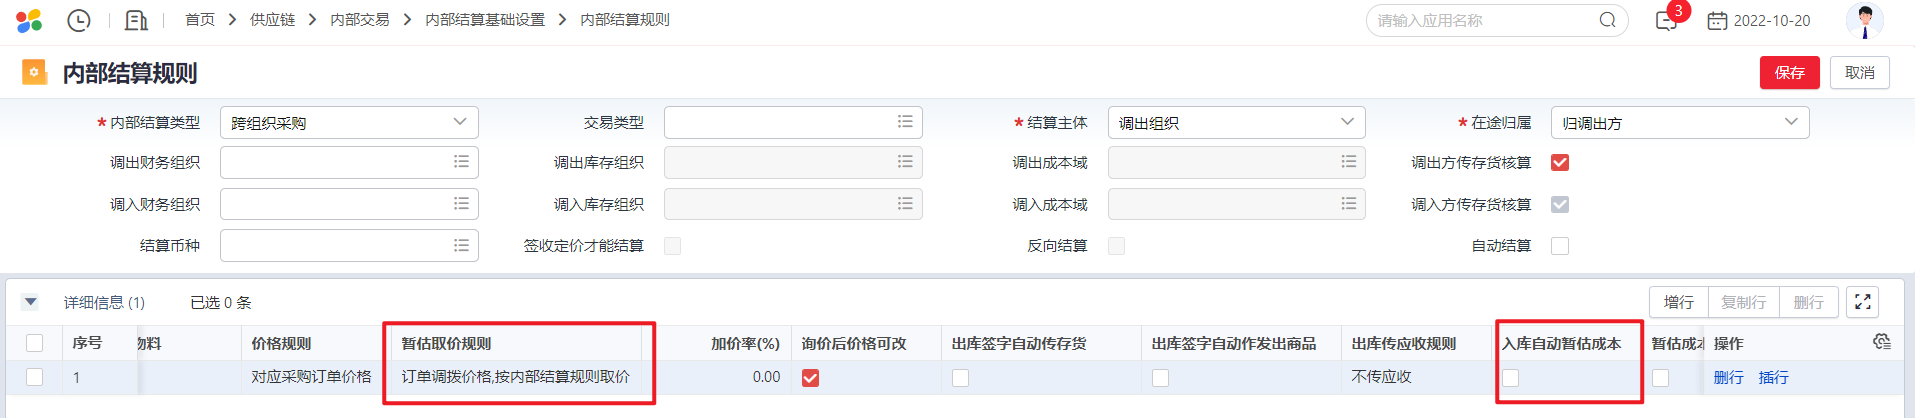 首页 > 供应链 > 内部交易 > 内部结算基础设置 > 内部结算规则 请输入应用名称 3 2022-10-20
内部结算规则 保存 取消
* 内部结算类型 跨组织采购 交易类型 * 结算主体 调出组织 * 在途归属 归调出方
调出财务组织 调出库存组织 调出成本域 调出方传存货核算
调入财务组织 调入库存组织 调入成本域 调入方传存货核算
结算币种 签收定价才能结算 反向结算 自动结算
详细信息 (1) 已选 0 条 增行 复制行 删行
序号 物料 价格规则 暂估取价规则 加价率(%) 询价后价格可改 出库签字自动传存货 出库签字自动作发出商品 出库传应收规则 入库自动暂估成本 暂估成本 操作
1 对应采购订单价格 订单调拨价格,按内部结算规则取价 0.00 不传应收 删行 插行